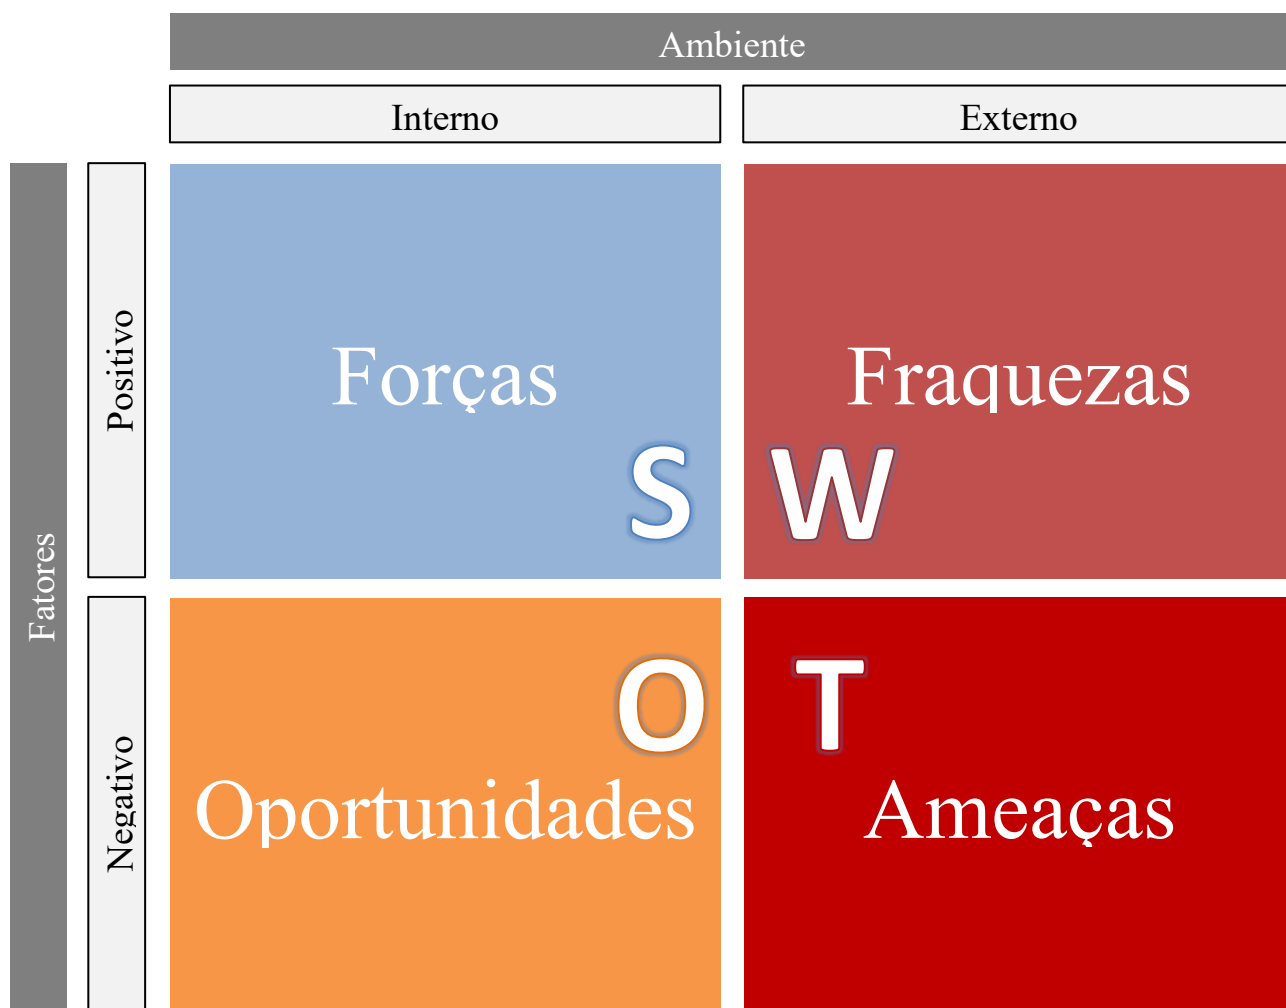 Ambiente
Interno
Externo
Fatores
Positivo
Forças
S
Fraquezas
W
Negativo
O
Oportunidades
T
Ameaças